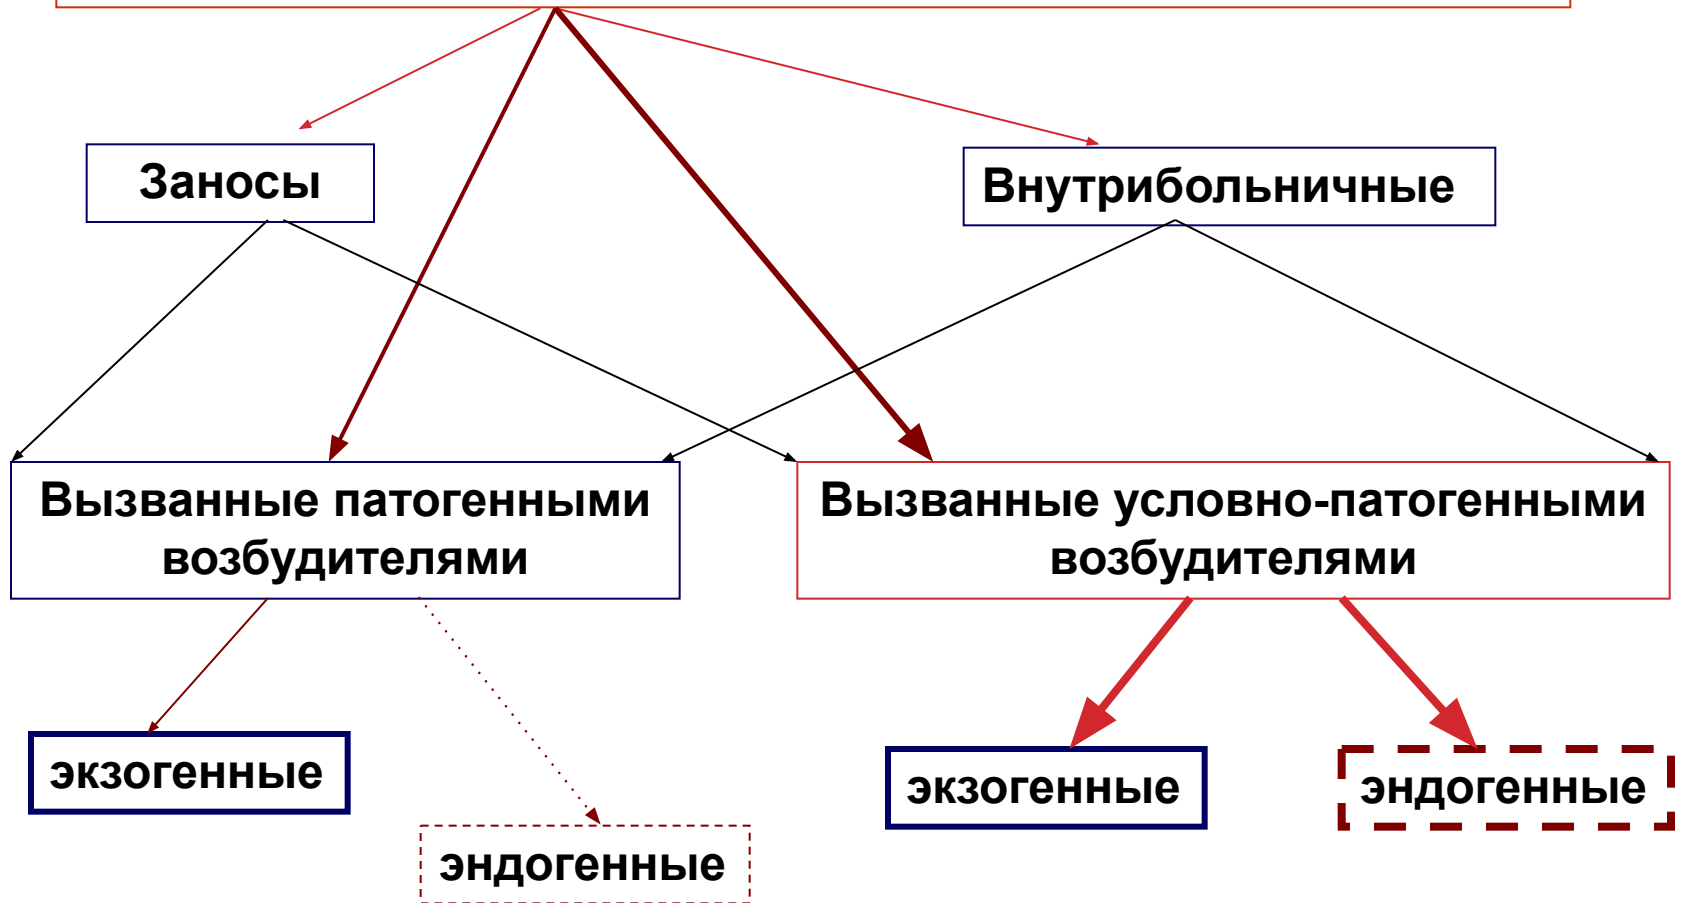 Заносы
Внутрибольничные
Вызванные патогенными
возбудителями
Вызванные условно-патогенными
возбудителями
экзогенные
эндогенные
экзогенные
эндогенные